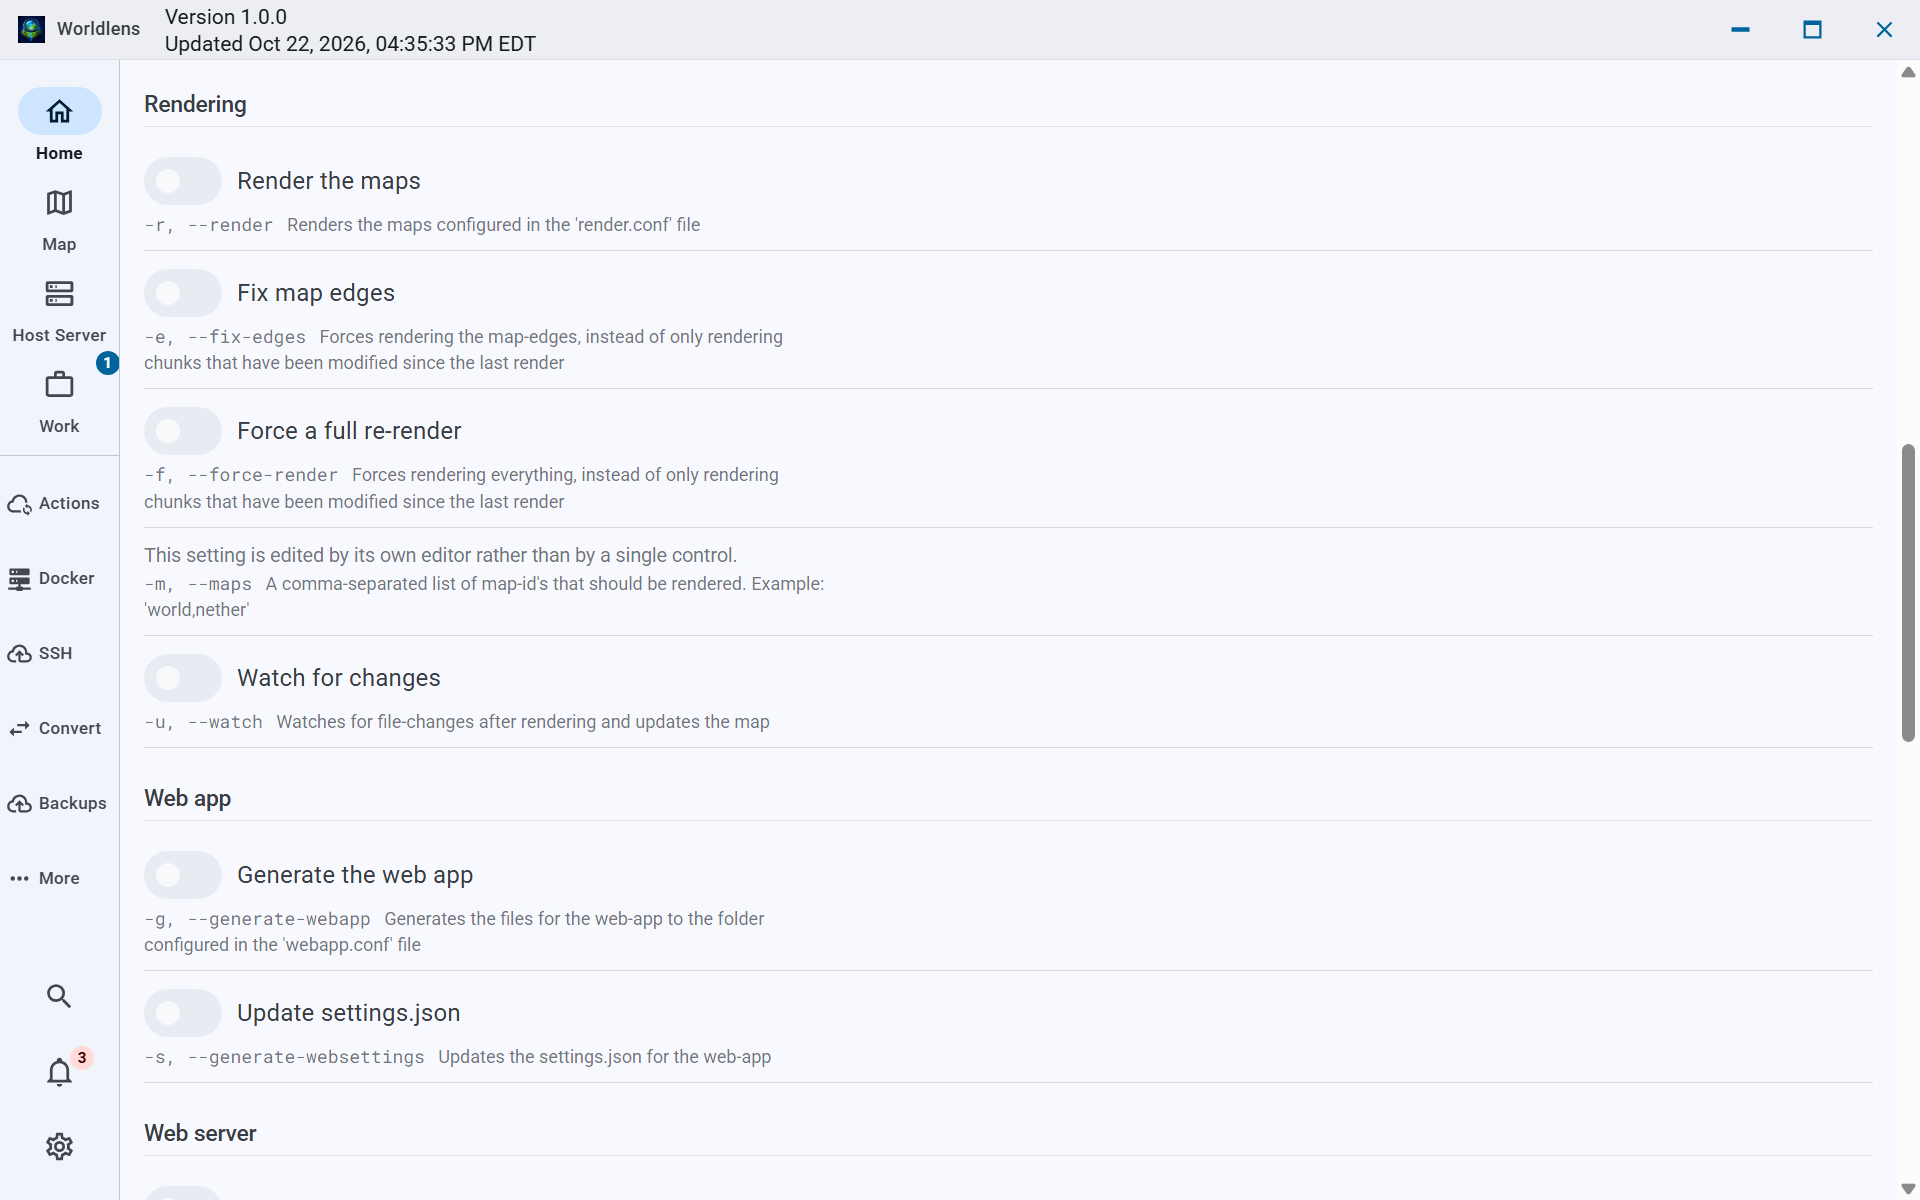 Worldlens
Version 1.0.0
Updated Oct 22, 2026, 04:35:33 PM EDT
Home
Map
Host Server
1
Work
Actions
Docker
SSH
Convert
Backups
More
3
Rendering
Render the maps
-r, --render Renders the maps configured in the 'render.conf' file
Fix map edges
-e, --fix-edges Forces rendering the map-edges, instead of only rendering
chunks that have been modified since the last render
Force a full re-render
-f, --force-render Forces rendering everything, instead of only rendering
chunks that have been modified since the last render
This setting is edited by its own editor rather than by a single control.
-m, --maps A comma-separated list of map-id's that should be rendered. Example:
'world,nether'
Watch for changes
-u, --watch Watches for file-changes after rendering and updates the map
Web app
Generate the web app
-g, --generate-webapp Generates the files for the web-app to the folder
configured in the 'webapp.conf' file
Update settings.json
-s, --generate-websettings Updates the settings.json for the web-app
Web server